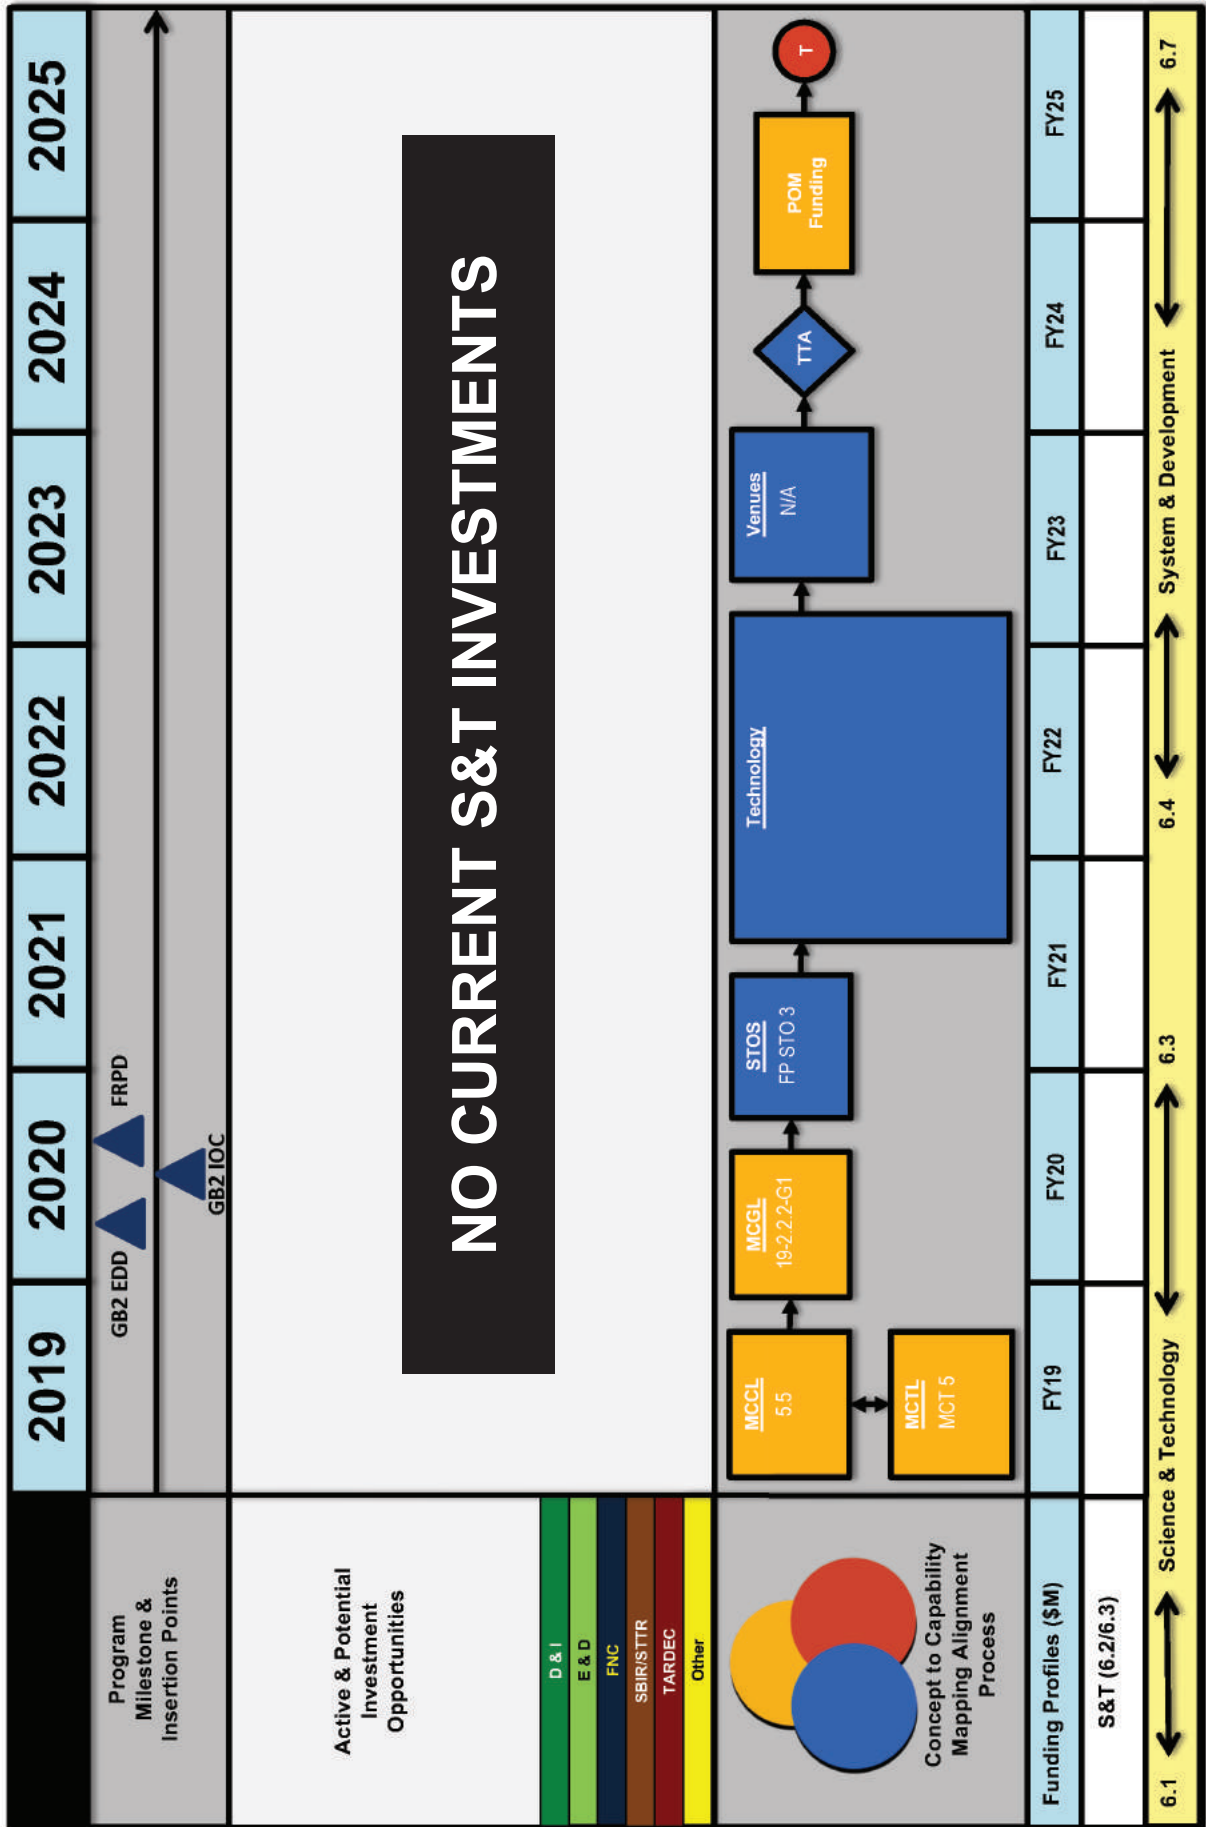 2019
2020
2021
2022
2023
2024
2025
Program
Milestone &
Insertion Points
GB2 EDD
FRPD
GB2 IOC
Active & Potential
Investment
Opportunities
NO CURRENT S&T INVESTMENTS
D & I
E & D
FNC
SBIR/STTR
TARDEC
Other
Concept to Capability
Mapping Alignment
Process
MCCL
5.5
MCTL
MCT 5
MCGL
19-2.2.2-G1
STOS
FP STO 3
Technology
Venues
N/A
TTA
POM
Funding
T
Funding Profiles ($M)
FY19
FY20
FY21
FY22
FY23
FY24
FY25
S&T (6.2/6.3)
6.1
Science & Technology
6.3
6.4
System & Development
6.7